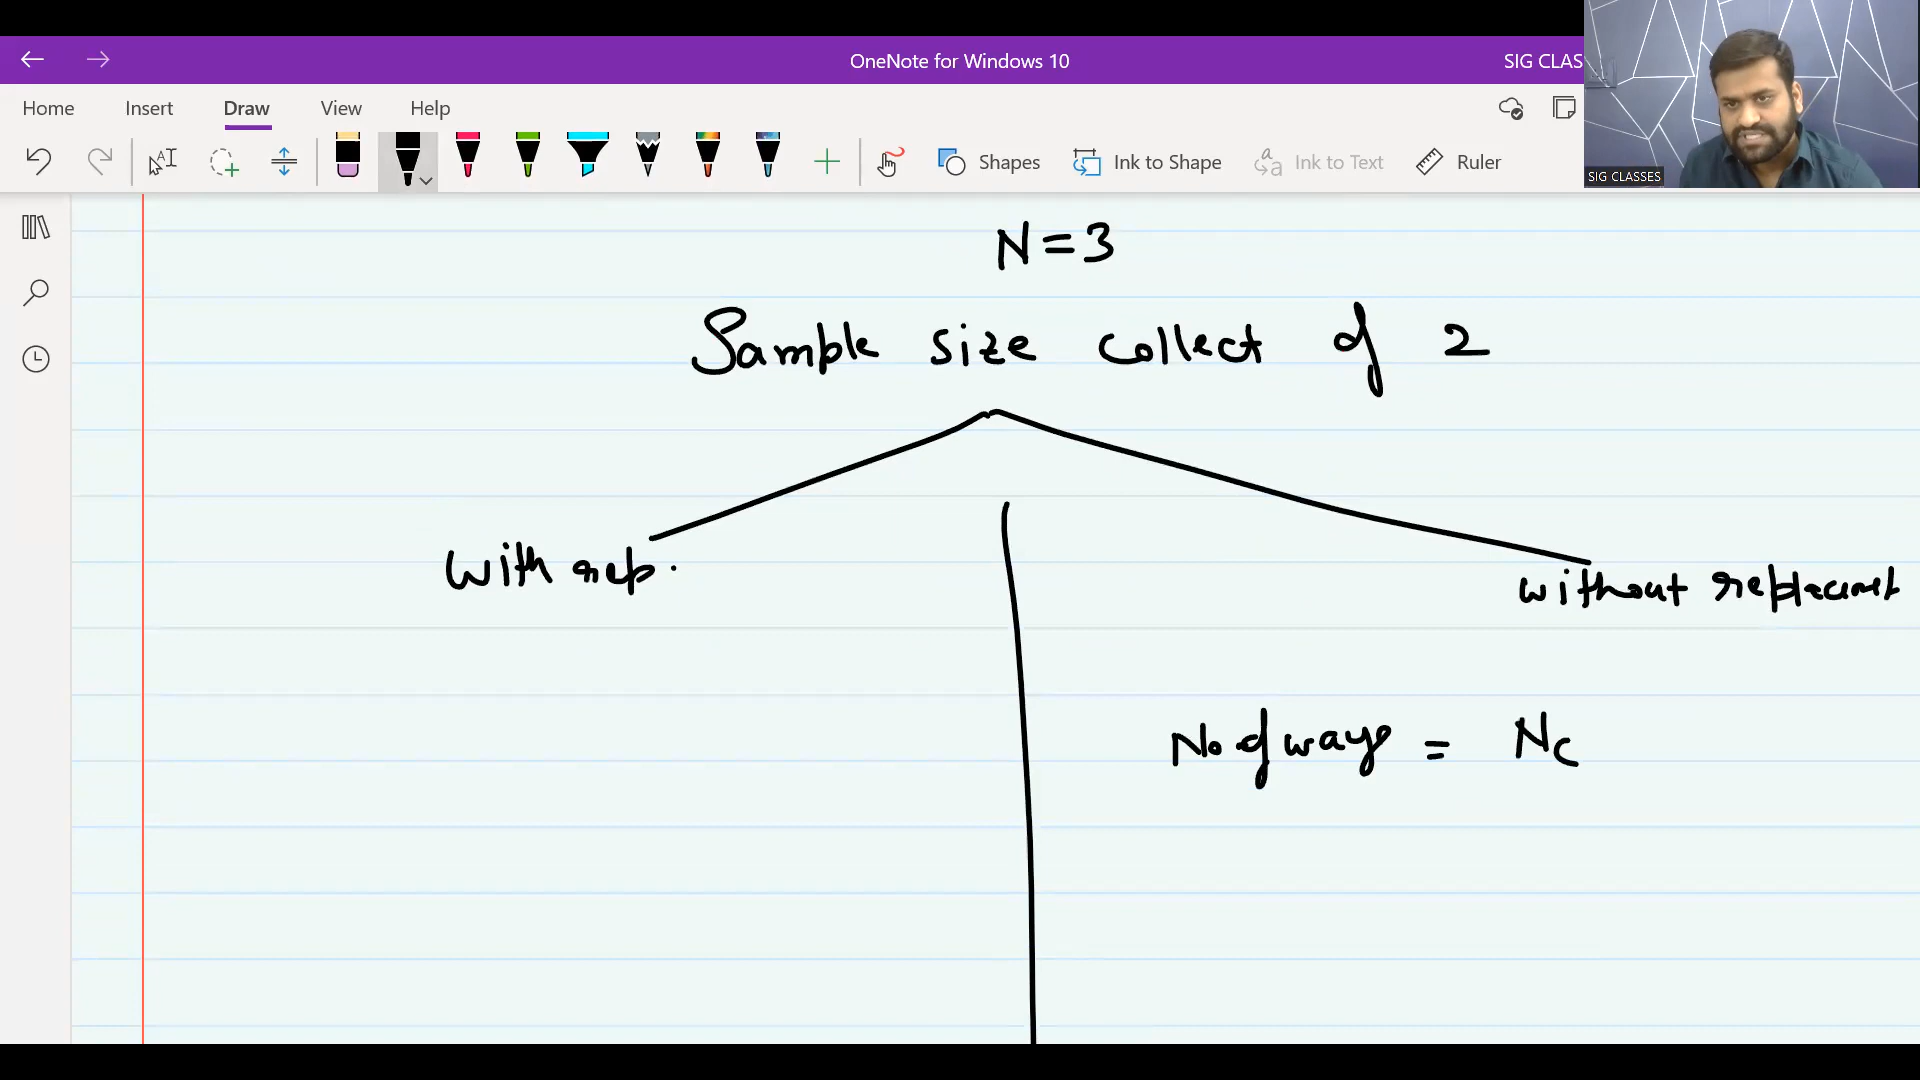 OneNote for Windows 10
SIG CLAS
Home Insert Draw View Help
Shapes Ink to Shape Ink to Text Ruler
SIG CLASSES
N=3
Sample size collect of 2
With rep.
without replacemt
No of ways = Nc